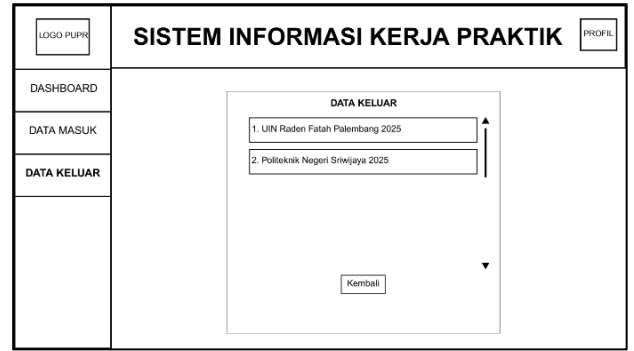 LOGO PUPR
SISTEM INFORMASI KERJA PRAKTIK
PROFIL
DASHBOARD
DATA MASUK
DATA KELUAR
DATA KELUAR
1. UIN Raden Fatah Palembang 2025
2. Politeknik Negeri Sriwijaya 2025
Kembali